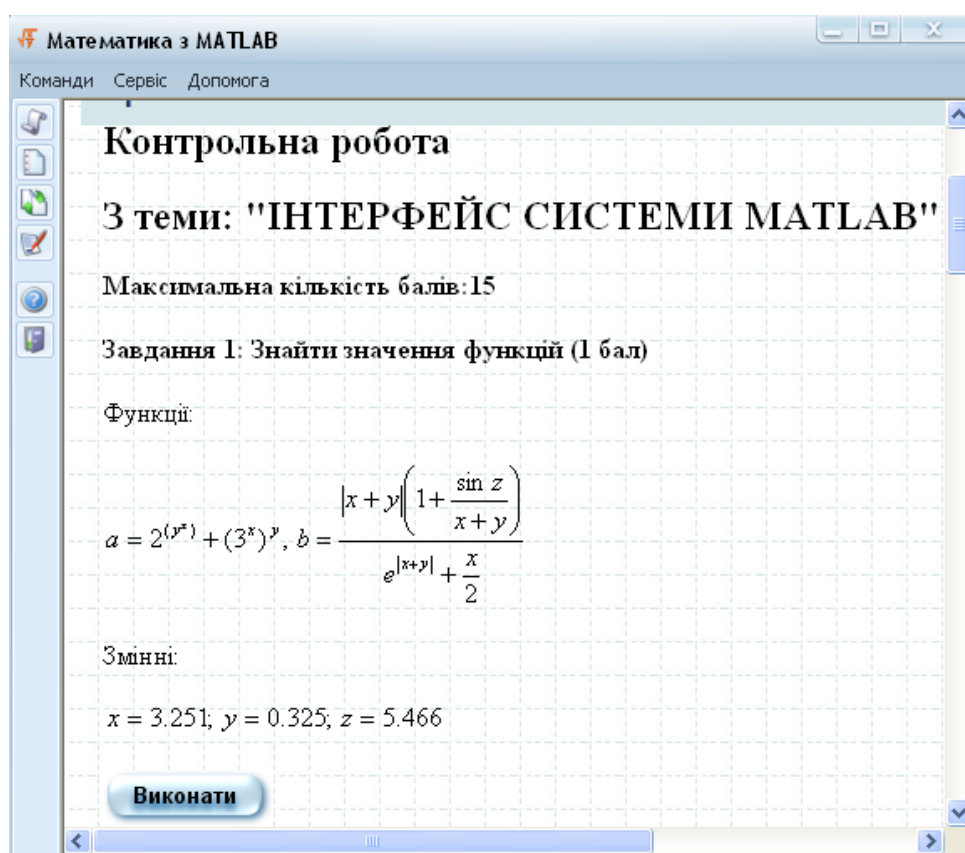 Математика з MATLAB
Команди Сервіс Допомога
Контрольна робота
З теми: "ІНТЕРФЕЙС СИСТЕМИ MATLAB"
Максимальна кількість балів:15
Завдання 1: Знайти значення функцій (1 бал)
Функції:
a = 2^(y^x) + (3^x)^y, b = |x + y|(1 + sin z / (x + y)) / (e^|x+y| + x/2)
Змінні:
x = 3.251; y = 0.325; z = 5.466
Виконати